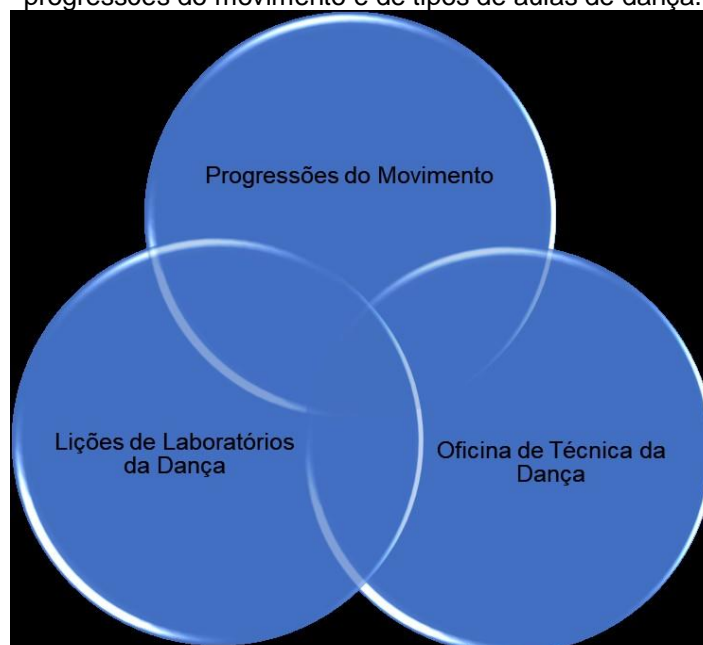 progressões do movimento e de tipos de aulas de dança.
Progressões do Movimento
Lições de Laboratórios
da Dança
Oficina de Técnica da
Dança